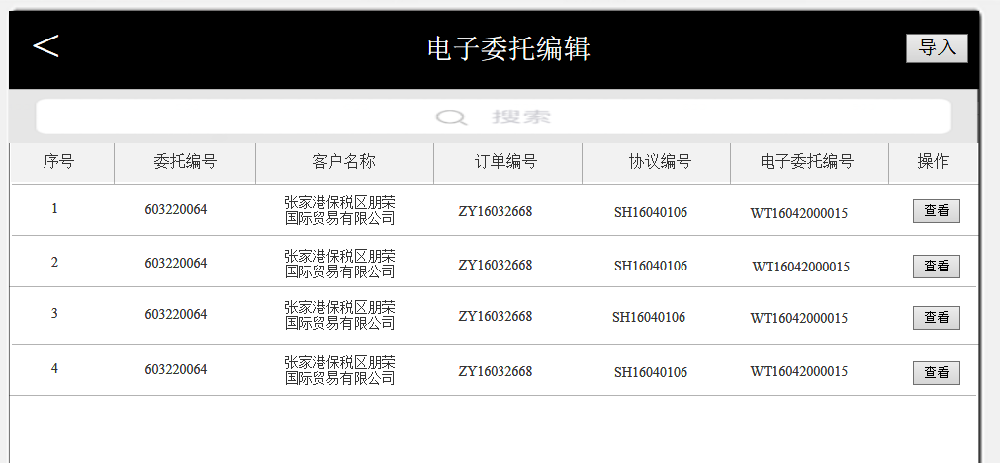 < 电子委托编辑 导入
搜索
序号 委托编号 客户名称 订单编号 协议编号 电子委托编号 操作
1 603220064 张家港保税区朋荣国际贸易有限公司 ZY16032668 SH16040106 WT16042000015 查看
2 603220064 张家港保税区朋荣国际贸易有限公司 ZY16032668 SH16040106 WT16042000015 查看
3 603220064 张家港保税区朋荣国际贸易有限公司 ZY16032668 SH16040106 WT16042000015 查看
4 603220064 张家港保税区朋荣国际贸易有限公司 ZY16032668 SH16040106 WT16042000015 查看